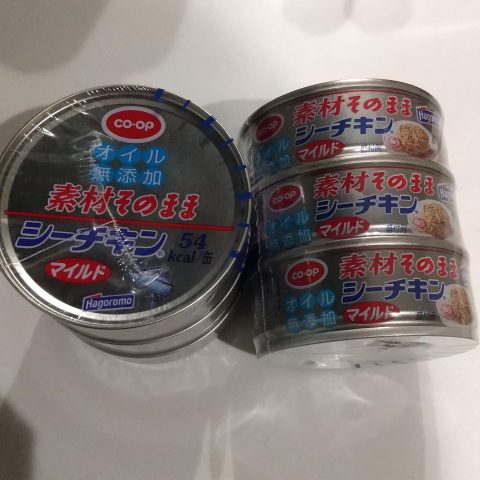 CO·OP
オイル
無添加
素材そのまま
シーチキン®
54
kcal/缶
マイルド
Hagoromo
CO·OP
素材そのまま
Hagoromo
オイル
シーチキン
無添加
マイルド
CO·OP
素材そのまま
オイル
シーチキン
無添加
マイルド
CO·OP
素材そのまま
オイル
シーチキン
無添加
マイルド